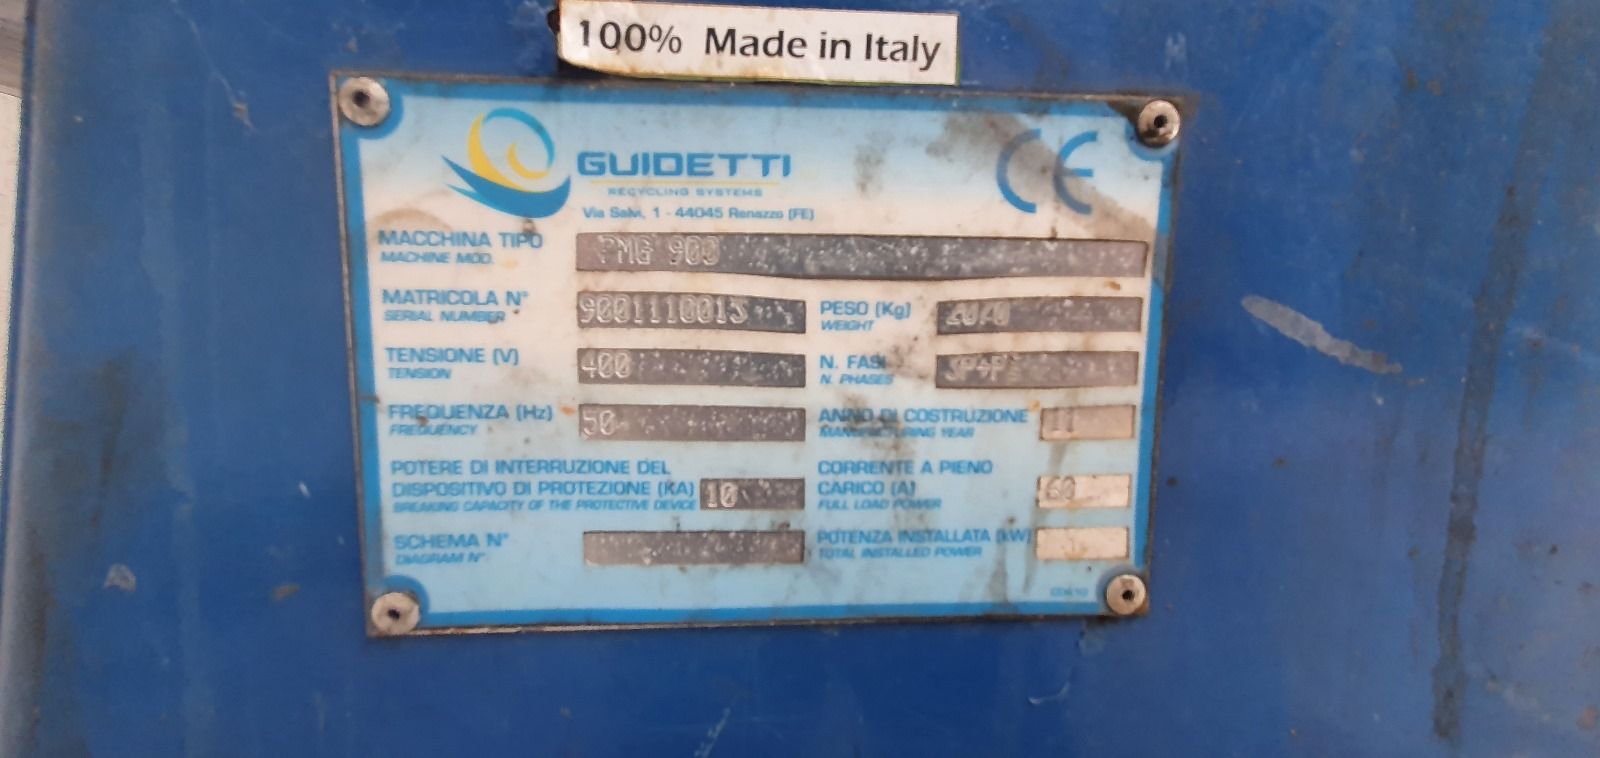 100% Made in Italy
GUIDETTI
RECYCLING SYSTEMS
Via Salvi, 1 - 44045 Renazzo (FE)
CE
MACCHINA TIPO PMG 900
MACHINE MOD.
MATRICOLA N° PESO (Kg)
SERIAL NUMBER WEIGHT
TENSIONE (V) 400 N. FASI
TENSION N. PHASES
FREQUENZA (Hz) 50 ANNO DI COSTRUZIONE 11
FREQUENCY MANUFACTURING YEAR
POTERE DI INTERRUZIONE DEL CORRENTE A PIENO
DISPOSITIVO DI PROTEZIONE (KA) 10 CARICO (A) 60
BREAKING CAPACITY OF THE PROTECTIVE DEVICE FULL LOAD POWER
SCHEMA N° POTENZA INSTALLATA (kW)
DIAGRAM N° TOTAL INSTALLED POWER